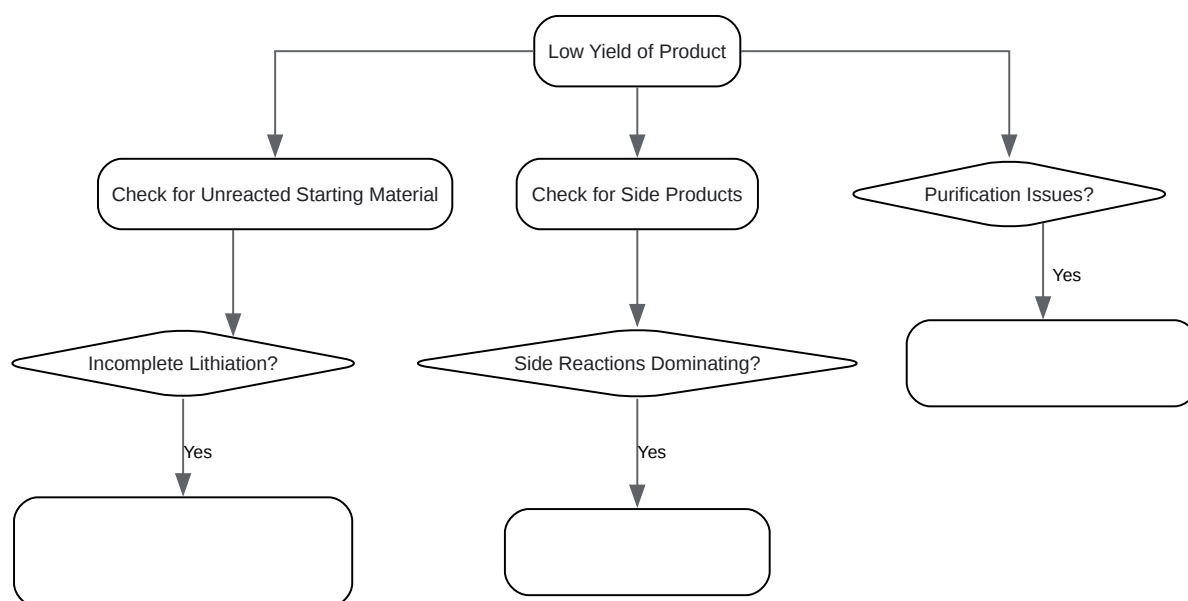 Low Yield of Product
Check for Unreacted Starting Material
Check for Side Products
Purification Issues?
Yes
Incomplete Lithiation?
Side Reactions Dominating?
Yes
Yes